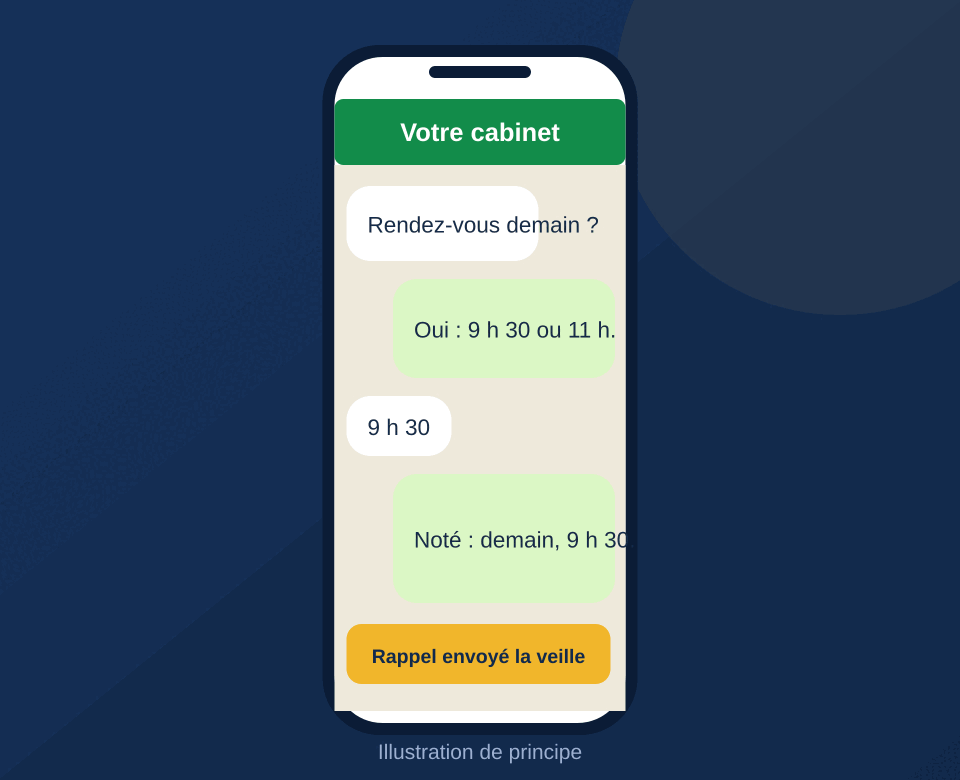 Votre cabinet
Rendez-vous demain ?
Oui : 9 h 30 ou 11 h.
9 h 30
Noté : demain, 9 h 30.
Rappel envoyé la veille
Illustration de principe